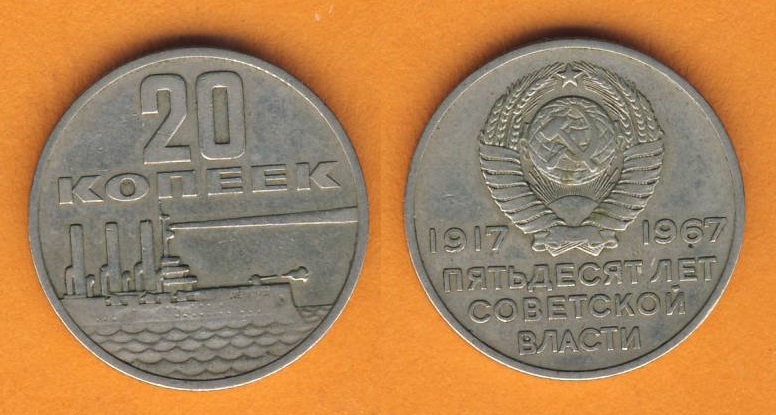 20
КОПЕЕК
1917 1967
ПЯТЬДЕСЯТ ЛЕТ
СОВЕТСКОЙ
ВЛАСТИ